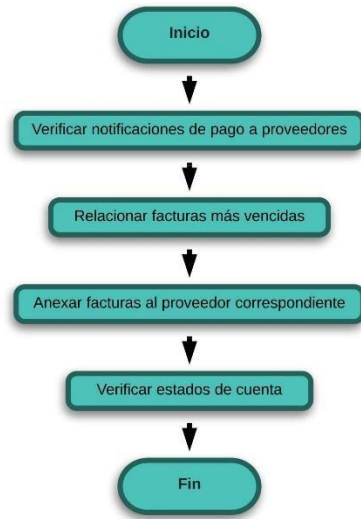 Inicio
Verificar notificaciones de pago a proveedores
Relacionar facturas más vencidas
Anexar facturas al proveedor correspondiente
Verificar estados de cuenta
Fin